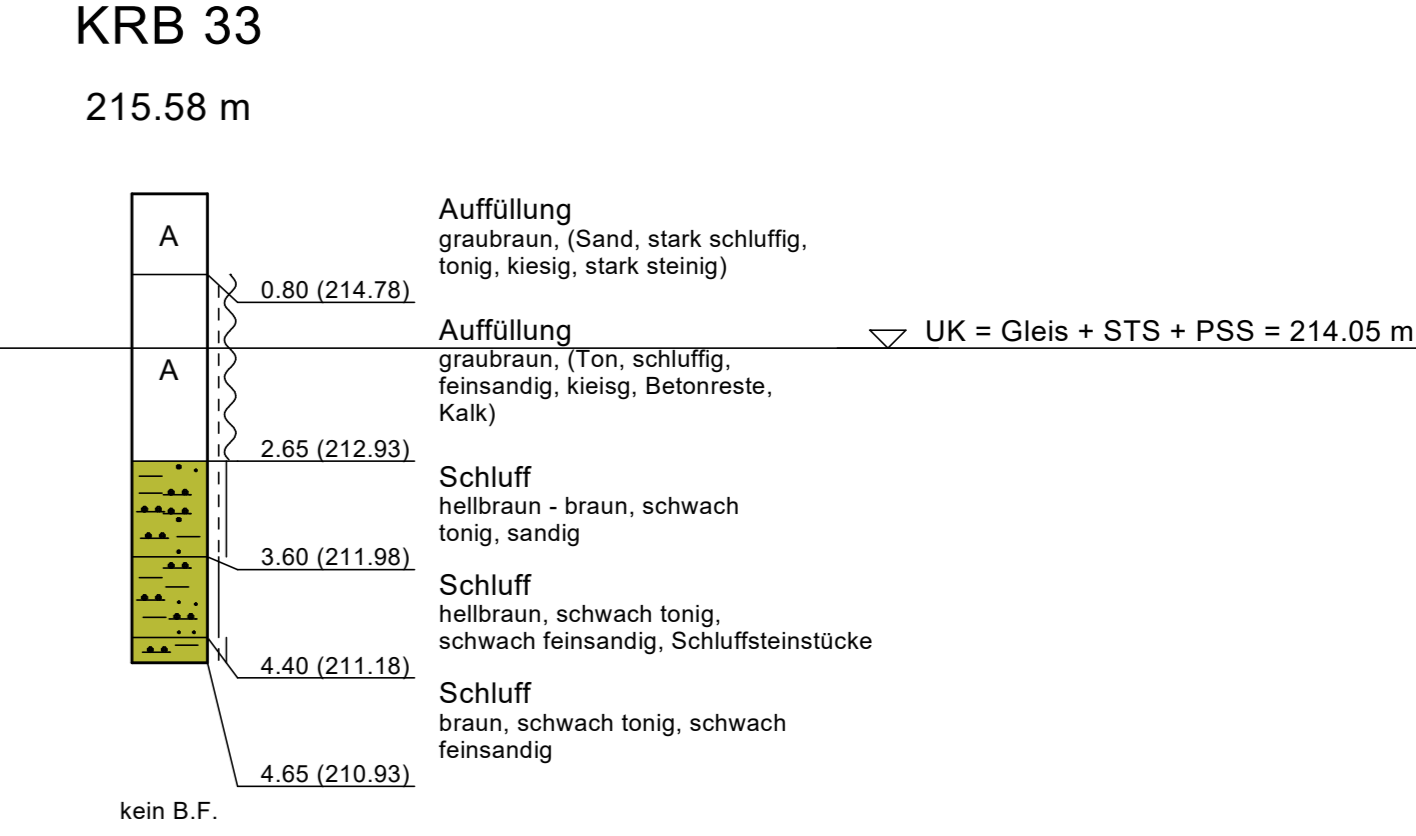 KRB 33
215.58 m
A
Auffüllung
graubraun, (Sand, stark schluffig,
tonig, kiesig, stark steinig)
0.80 (214.78)
A
Auffüllung
graubraun, (Ton, schluffig,
feinsandig, kieisg, Betonreste,
Kalk)
UK = Gleis + STS + PSS = 214.05 m
2.65 (212.93)
Schluff
hellbraun - braun, schwach
tonig, sandig
3.60 (211.98)
Schluff
hellbraun, schwach tonig,
schwach feinsandig, Schluffsteinstücke
4.40 (211.18)
Schluff
braun, schwach tonig, schwach
feinsandig
4.65 (210.93)
kein B.F.